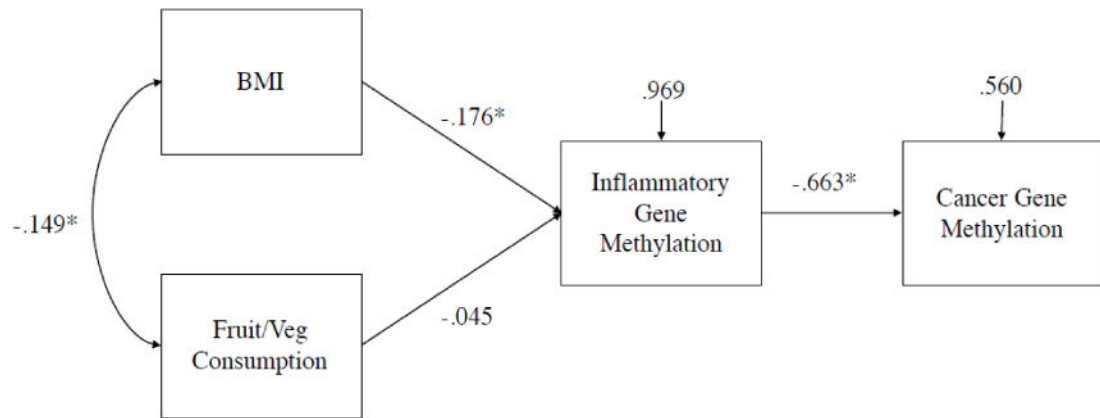 BMI
.969
.560
-.176*
Inflammatory
Gene
Methylation
-.663*
Cancer Gene
Methylation
-.149*
-.045
Fruit/Veg
Consumption